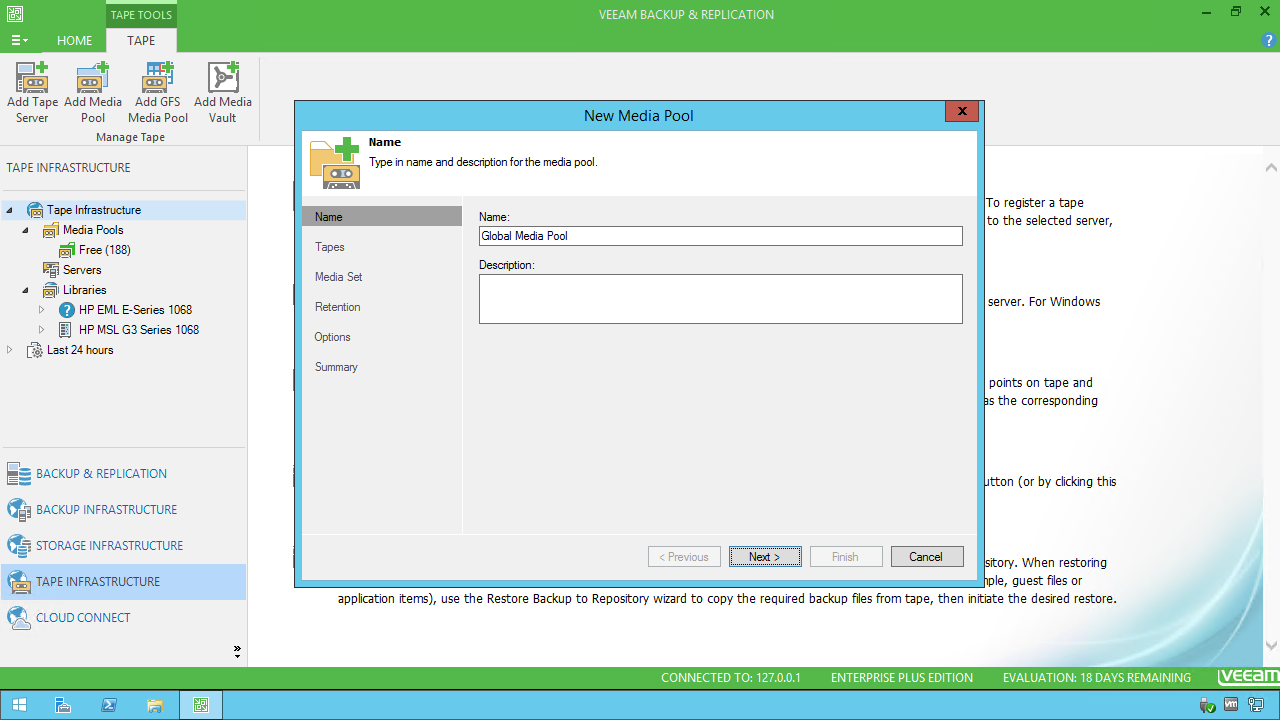 TAPE TOOLS
VEEAM BACKUP & REPLICATION
HOME
TAPE
?
Add Tape Server
Add Media Pool
Add GFS Media Pool
Add Media Vault
Manage Tape
TAPE INFRASTRUCTURE
Tape Infrastructure
Media Pools
Free (188)
Servers
Libraries
HP EML E-Series 1068
HP MSL G3 Series 1068
Last 24 hours
BACKUP & REPLICATION
BACKUP INFRASTRUCTURE
STORAGE INFRASTRUCTURE
TAPE INFRASTRUCTURE
CLOUD CONNECT
New Media Pool
x
Name
Type in name and description for the media pool.
Name
Tapes
Media Set
Retention
Options
Summary
Name:
Global Media Pool
Description:
< Previous
Next >
Finish
Cancel
To register a tape
to the selected server,
server. For Windows
points on tape and
as the corresponding
utton (or by clicking this
sitory. When restoring
mple, guest files or
application items), use the Restore Backup to Repository wizard to copy the required backup files from tape, then initiate the desired restore.
CONNECTED TO: 127.0.0.1
ENTERPRISE PLUS EDITION
EVALUATION: 18 DAYS REMAINING
veeam
vm